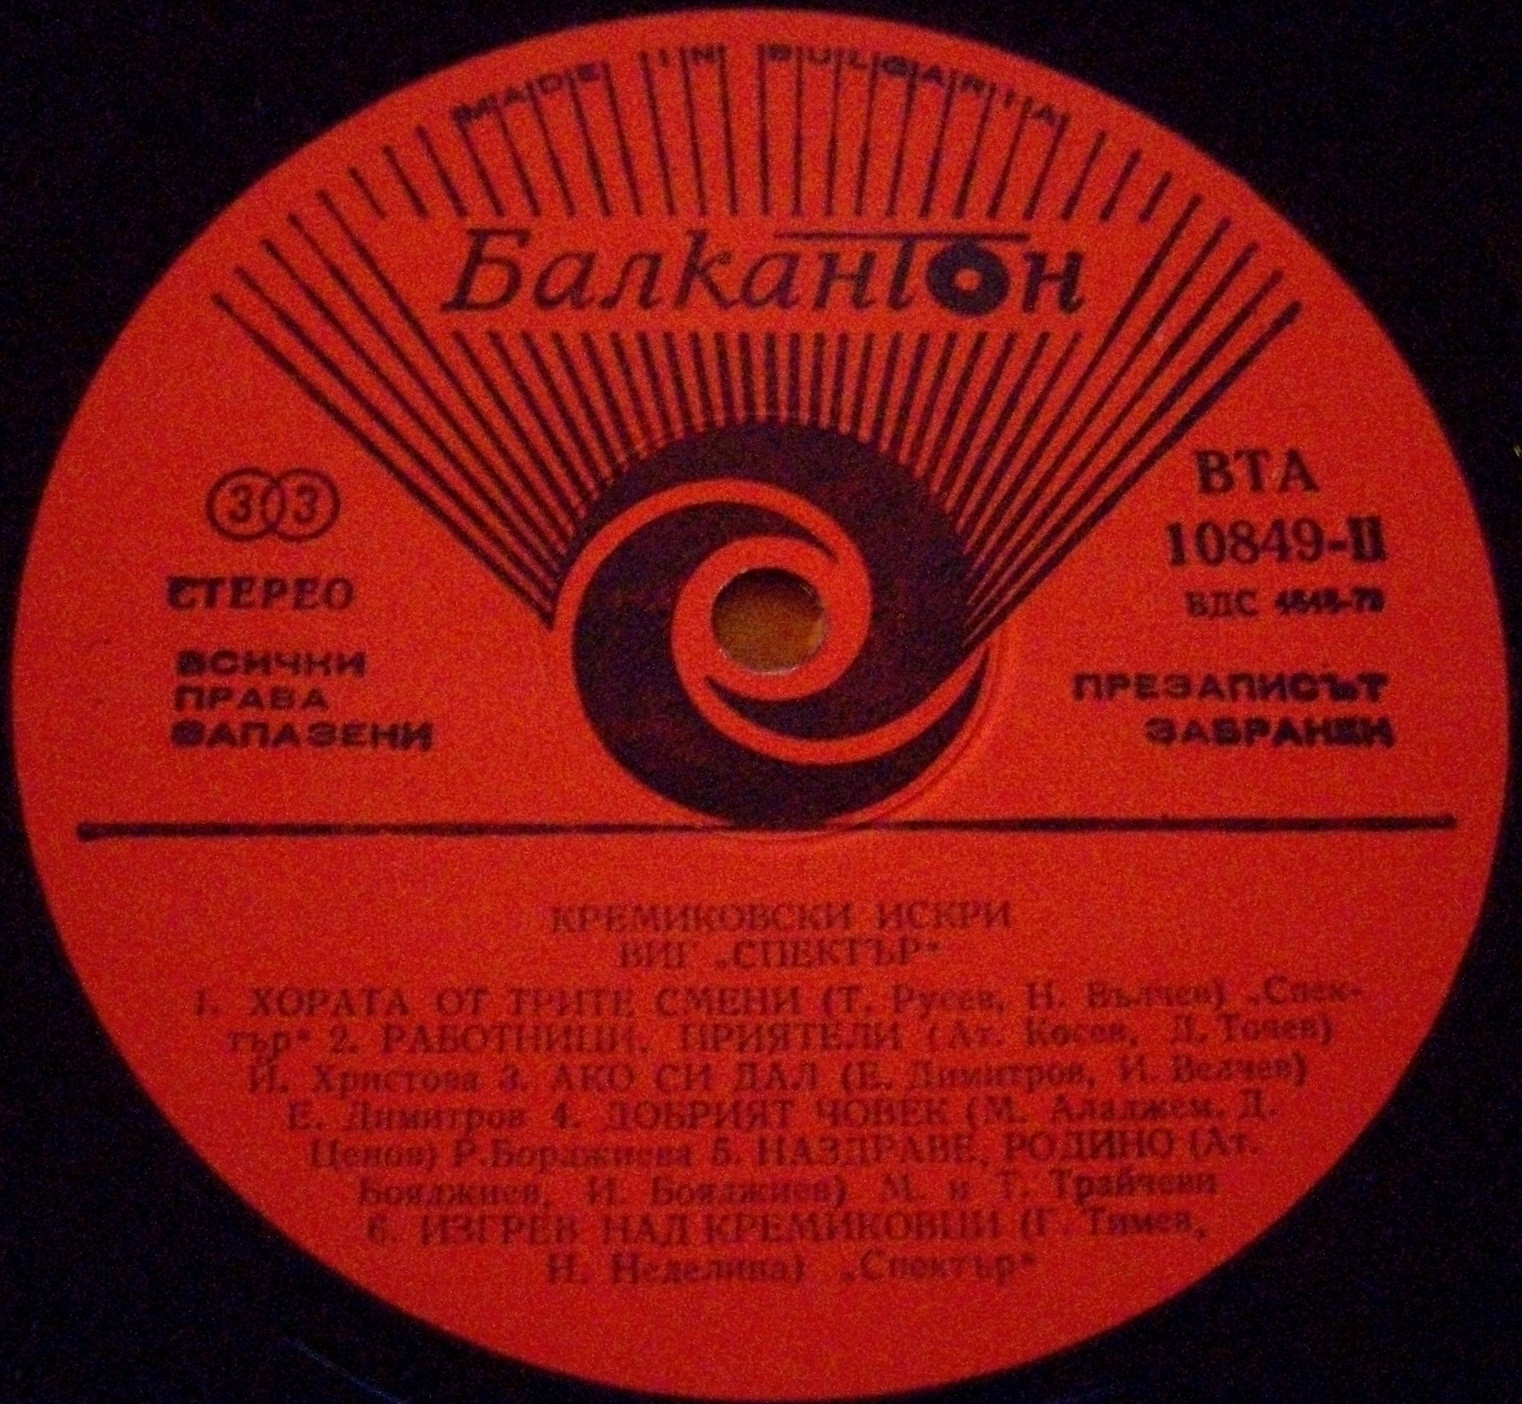 MADE IN BULGARIA
Балкантон
33
СТЕРЕО
ВСИЧКИ
ПРАВА
ЗАПАЗЕНИ
ВТА
10849-II
ВДС
ПРЕЗАПИСЪТ
ЗАБРАНЕН
КРЕМИКОВСКИ ИСКРИ
ВИГ „СПЕКТЪР“
1. ХОРАТА ОТ ТРИТЕ СМЕНИ (Т. Русев, Н. Вълчев) „Спек-
тър“ 2. РАБОТНИЦИ, ПРИЯТЕЛИ (Ат. Косев, Д. Точев)
Й. Христова 3. АКО СИ ДАЛ (Е. Димитров, И. Велчев)
Е. Димитров 4. ДОБРИЯТ ЧОВЕК (М. Аладжем, Д.
Ценов) Р.Боражиева 5. НАЗДРАВЕ, РОДИНО (Ат.
Бояджиев, И. Бояджиев) М. и Т. Трайчеви
6. ИЗГРЕВ НАД КРЕМИКОВЦИ (Г. Тимев,
Н. Неделина) „Спектър“